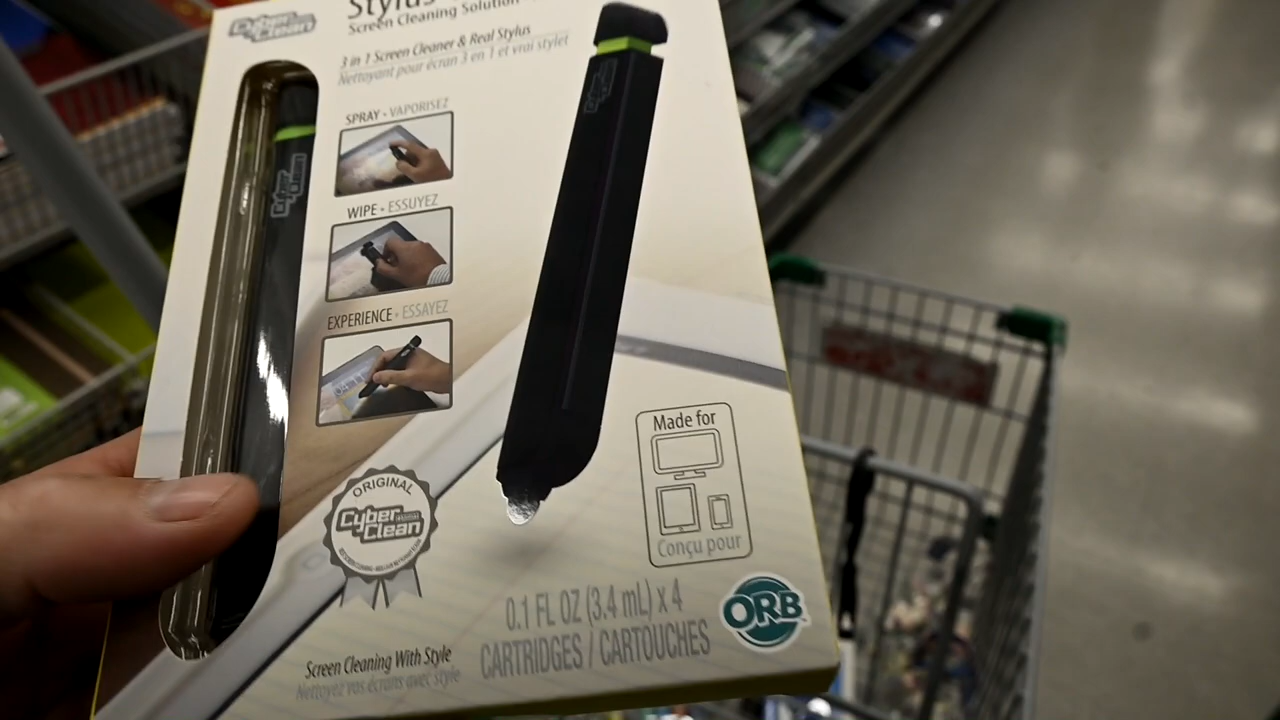 Cyber
Clean
Stylus
Screen Cleaning Solution
3 in 1 Screen Cleaner & Real Stylus
Nettoyant pour écran 3 en 1 et vrai stylet
SPRAY • VAPORISEZ
WIPE • ESSUYEZ
EXPERIENCE • ESSAYEZ
Cyber
Clean
Cyber
Clean
ORIGINAL
Cyber
Clean
Made for
Conçu pour
0.1 FL OZ (3.4 mL) x 4
CARTRIDGES / CARTOUCHES
ORB
Screen Cleaning With Style
Nettoyez vos écrans avec style